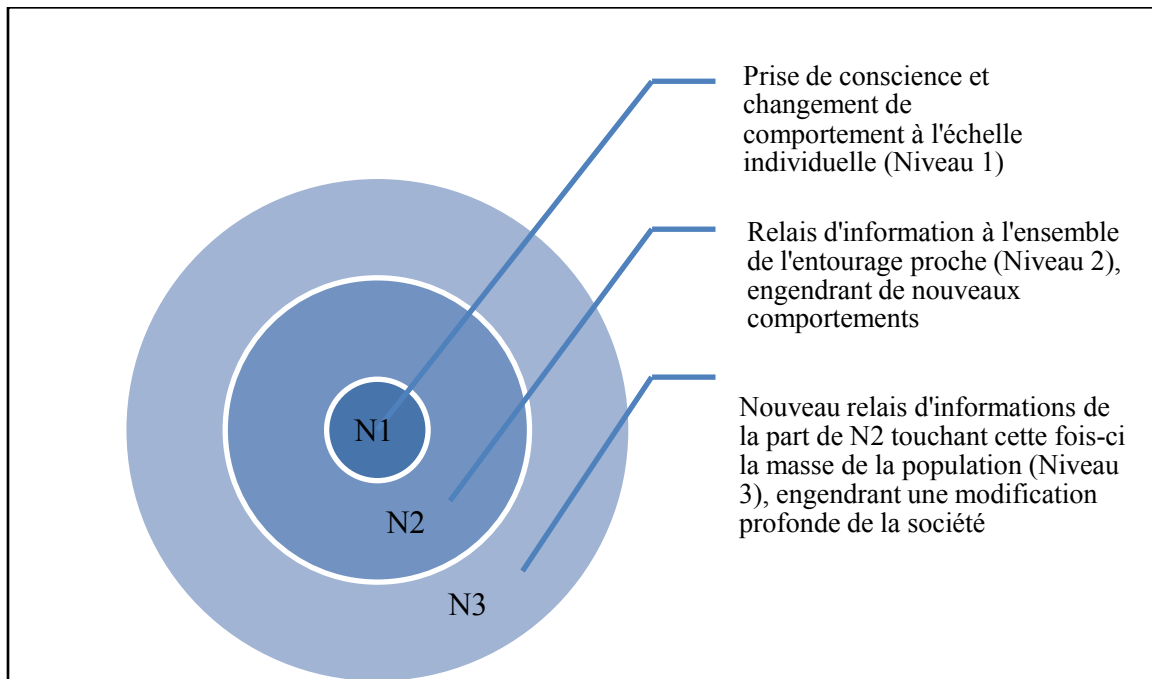 Prise de conscience et
changement de
comportement à l'échelle
individuelle (Niveau 1)
Relais d'information à l'ensemble
de l'entourage proche (Niveau 2),
engendrant de nouveaux
comportements
Nouveau relais d'informations de
la part de N2 touchant cette fois-ci
la masse de la population (Niveau
3), engendrant une modification
profonde de la société
N1
N2
N3